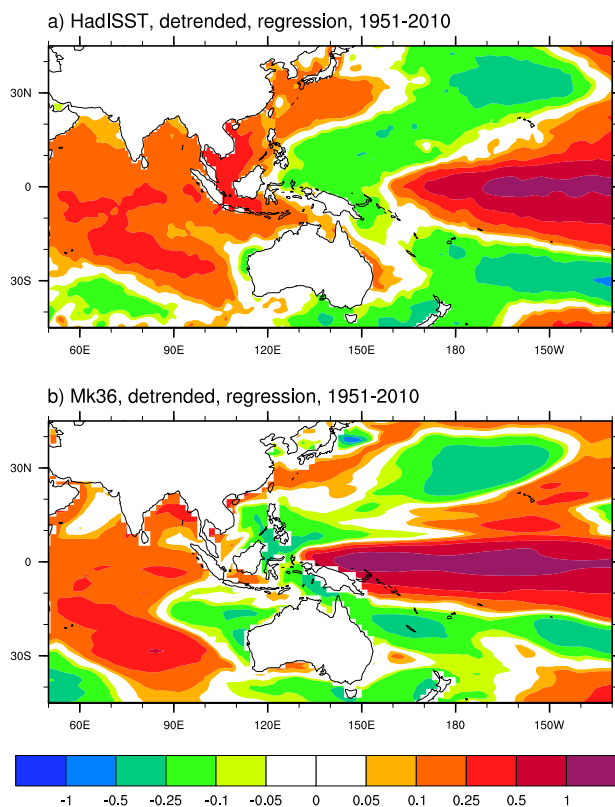 a) HadISST, detrended, regression, 1951-2010
30N
0
30S
60E 90E 120E 150E 180 150W
b) Mk36, detrended, regression, 1951-2010
30N
0
30S
60E 90E 120E 150E 180 150W
-1 -0.5 -0.25 -0.1 -0.05 0 0.05 0.1 0.25 0.5 1